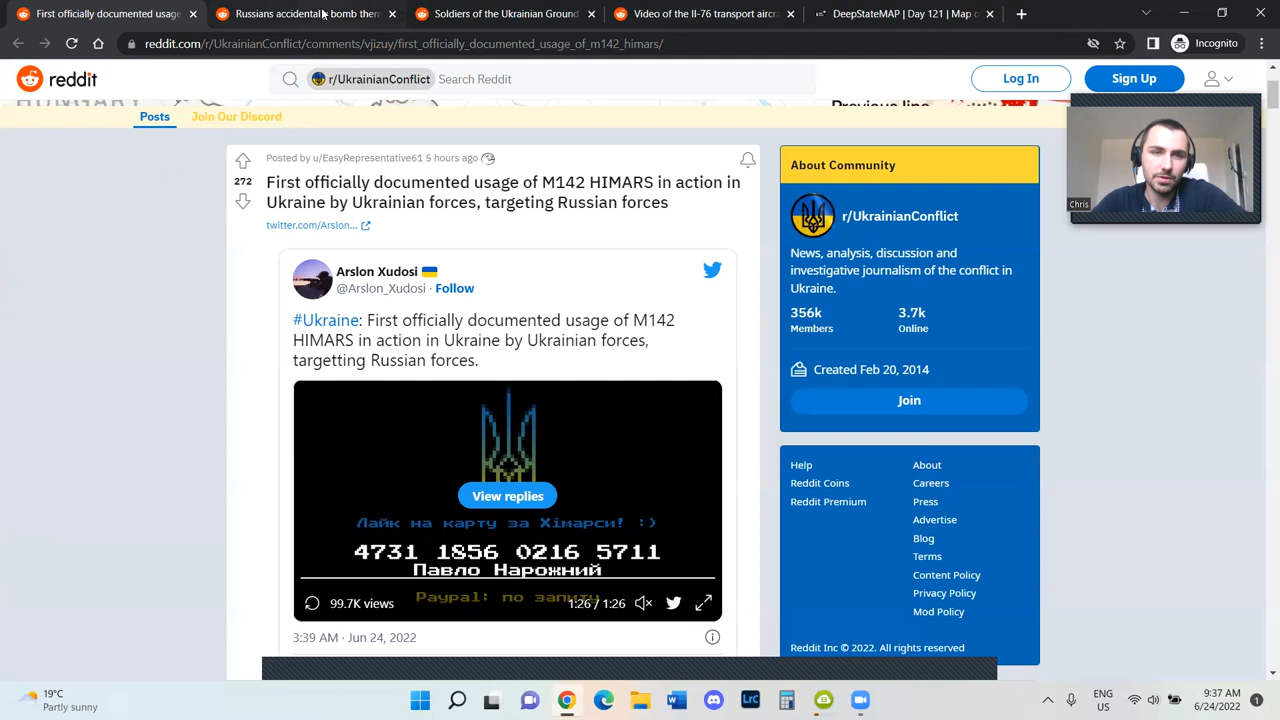 First officially documented usag
Russians accidentally bomb them
Soldiers of the Ukrainian Ground
Video of the Il-76 transport aircr
DeepStateMap | Day 121 | Map c
reddit.com/r/UkrainianConflict/comments/vjizuy/first_officially_documented_usage_of_m142_himars/
Incognito
reddit
r/UkrainianConflict
Search Reddit
Log In
Sign Up
HUNGARY
Previous line
Posts
Join Our Discord
Chris
Posted by u/EasyRepresentative61 5 hours ago
272
First officially documented usage of M142 HIMARS in action in
Ukraine by Ukrainian forces, targeting Russian forces
twitter.com/Arslon...
Arslon Xudosi
@Arslon_Xudosi · Follow
#Ukraine: First officially documented usage of M142
HIMARS in action in Ukraine by Ukrainian forces,
targetting Russian forces.
View replies
Лайк на карту за Хімарси! :)
4731 1856 0216 5711
Павло Нарожний
Paypal: по запиту
99.7K views
1:26 / 1:26
3:39 AM · Jun 24, 2022
About Community
r/UkrainianConflict
News, analysis, discussion and
investigative journalism of the conflict in
Ukraine.
356k
3.7k
Members
Online
Created Feb 20, 2014
Join
Help
About
Reddit Coins
Careers
Reddit Premium
Press
Advertise
Blog
Terms
Content Policy
Privacy Policy
Mod Policy
Reddit Inc © 2022. All rights reserved
19°C
Partly sunny
W
LrC
ENG
US
9:37 AM
6/24/2022
1